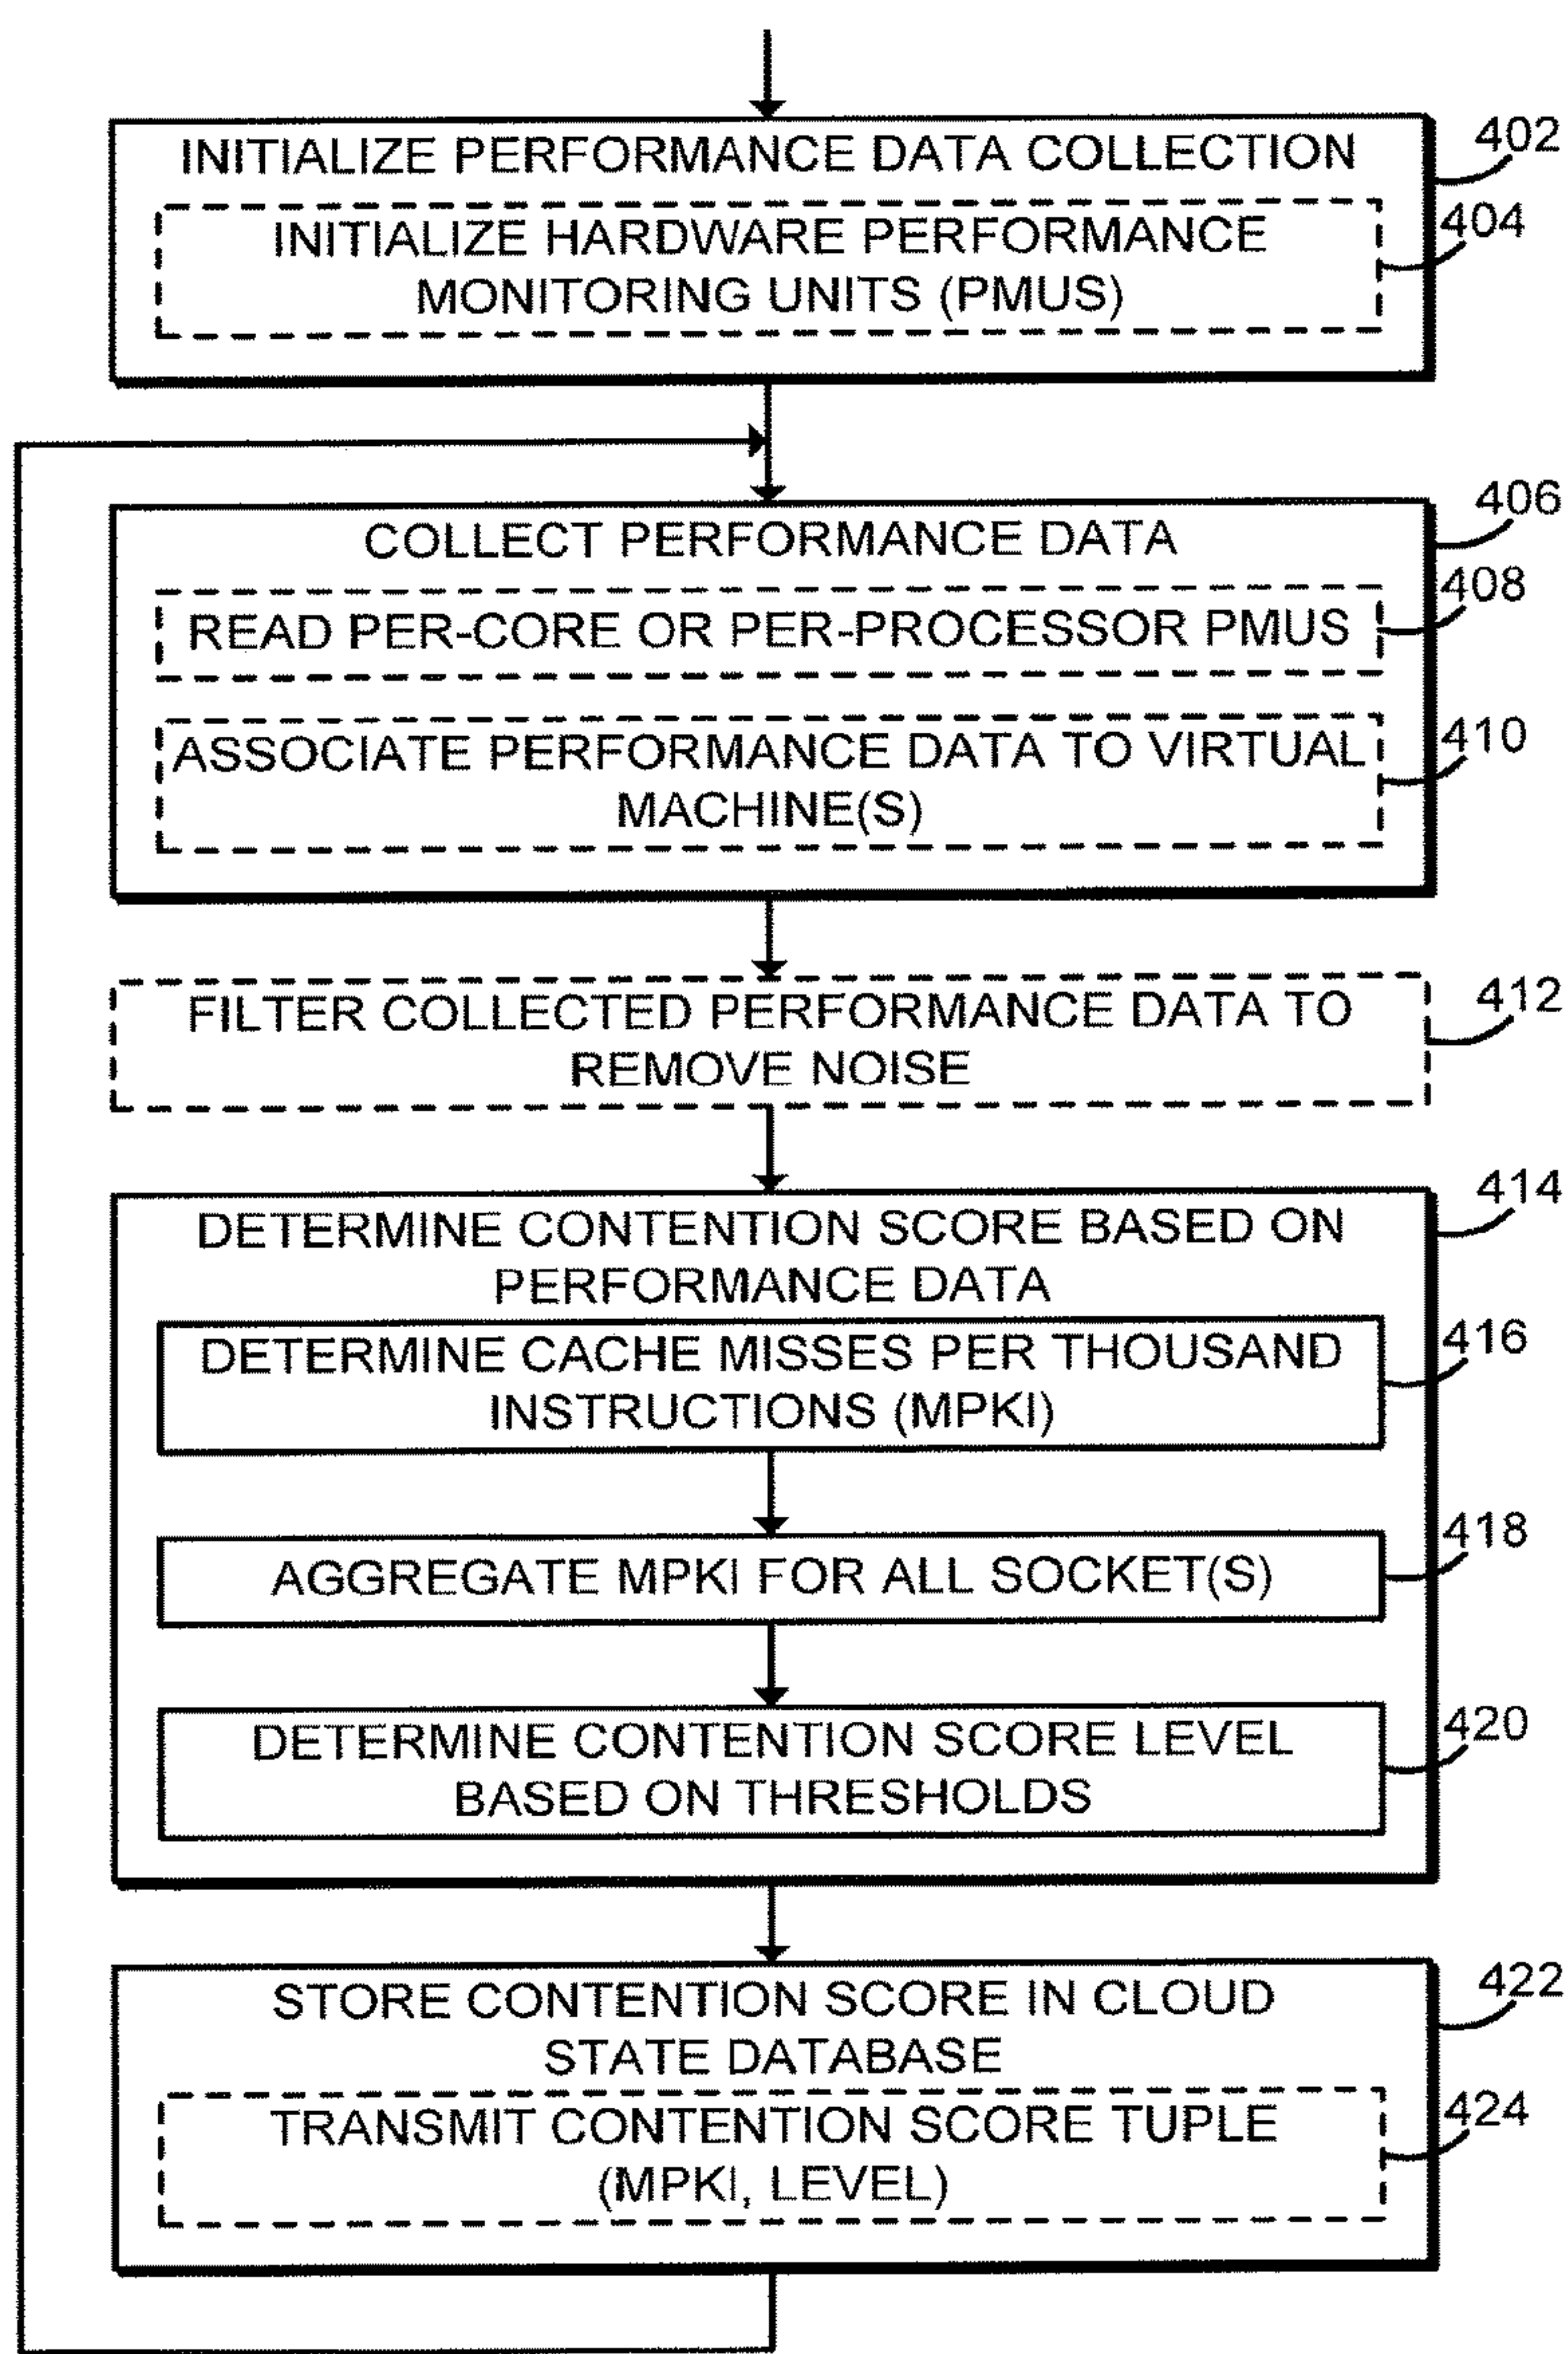 INITIALIZE PERFORMANCE DATA COLLECTION
402
INITIALIZE HARDWARE PERFORMANCE
MONITORING UNITS (PMUS)
404
COLLECT PERFORMANCE DATA
406
READ PER-CORE OR PER-PROCESSOR PMUS
408
ASSOCIATE PERFORMANCE DATA TO VIRTUAL
MACHINE(S)
410
FILTER COLLECTED PERFORMANCE DATA TO
REMOVE NOISE
412
DETERMINE CONTENTION SCORE BASED ON
PERFORMANCE DATA
414
DETERMINE CACHE MISSES PER THOUSAND
INSTRUCTIONS (MPKI)
416
AGGREGATE MPKI FOR ALL SOCKET(S)
418
DETERMINE CONTENTION SCORE LEVEL
BASED ON THRESHOLDS
420
STORE CONTENTION SCORE IN CLOUD
STATE DATABASE
422
TRANSMIT CONTENTION SCORE TUPLE
(MPKI, LEVEL)
424